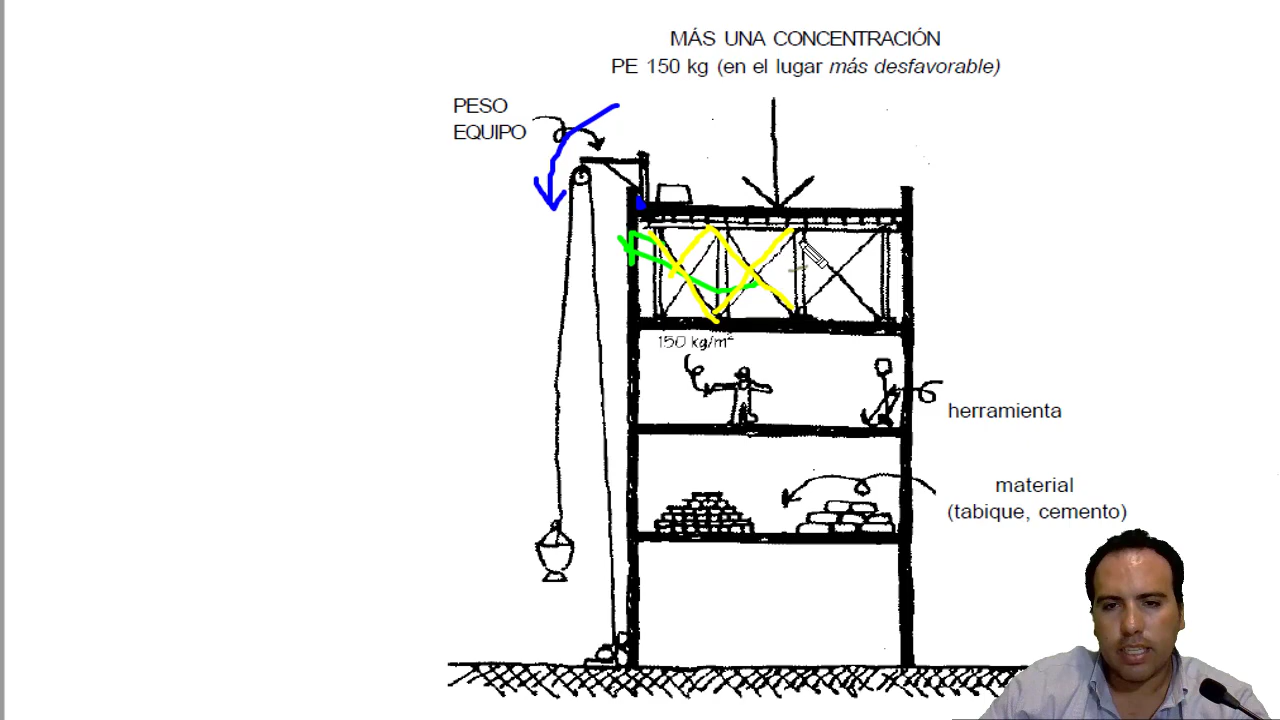 MÁS UNA CONCENTRACIÓN
PE 150 kg (en el lugar más desfavorable)
PESO
EQUIPO
150 kg/m²
herramienta
material
(tabique, cemento)